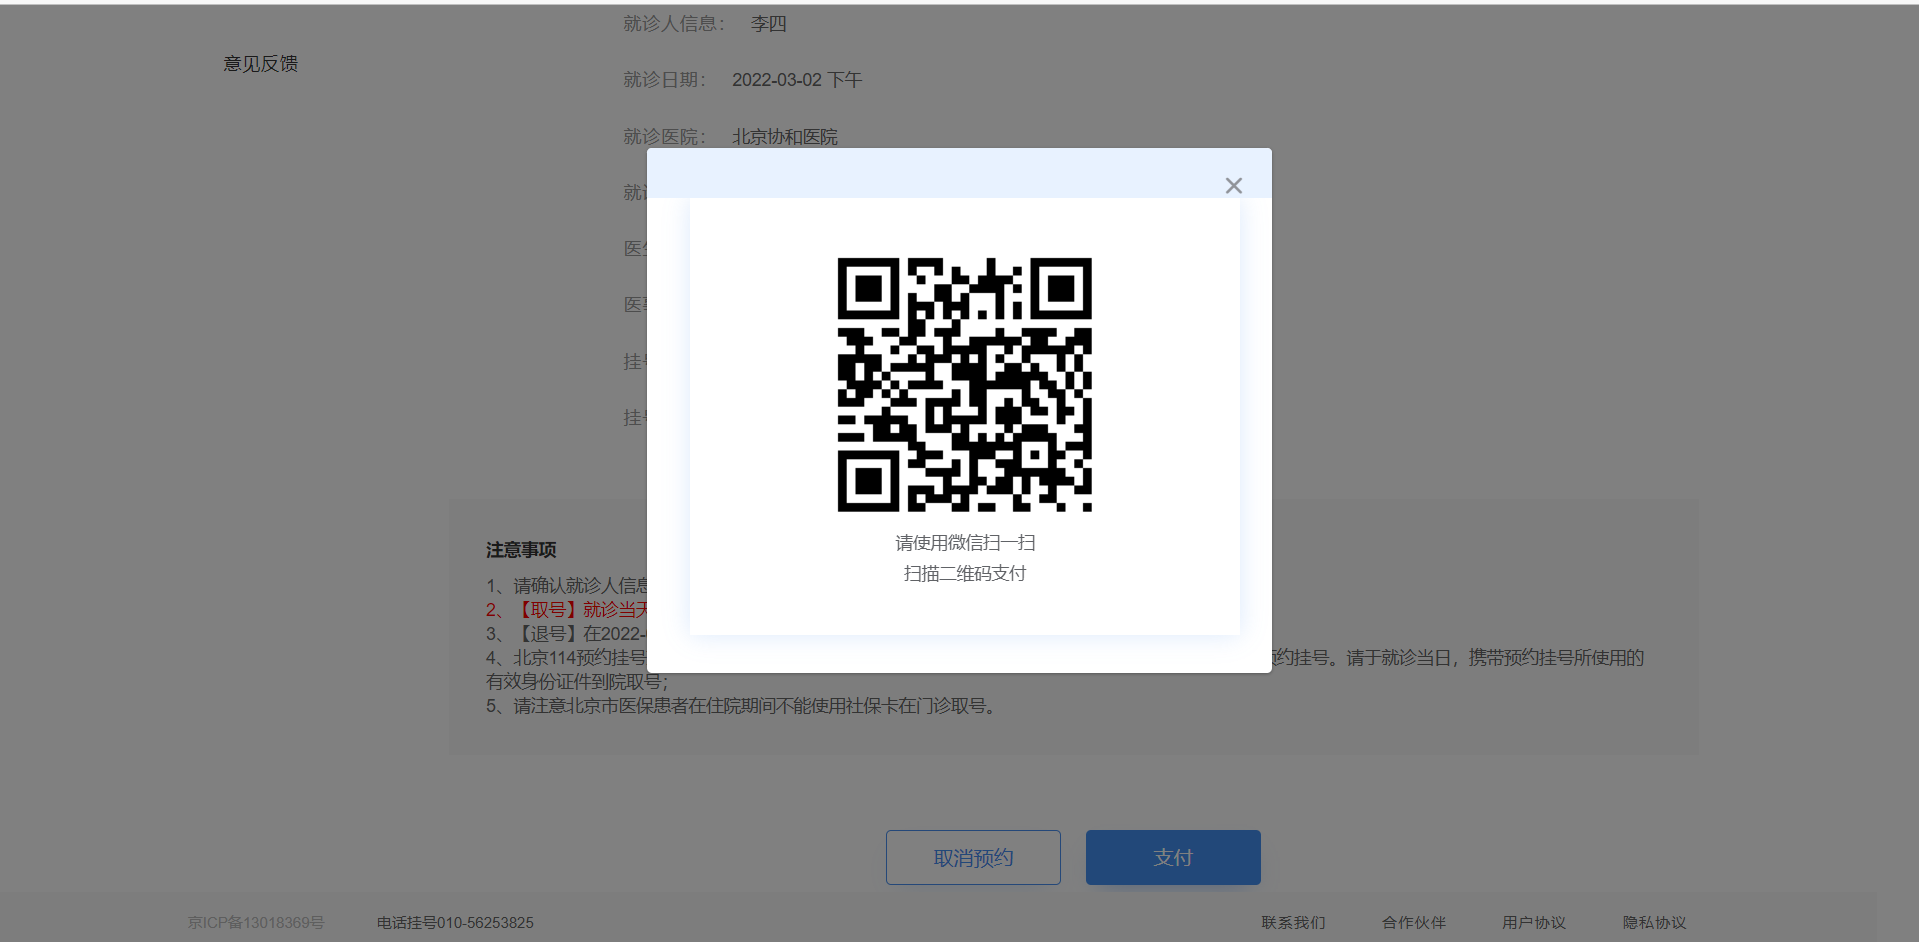 就诊人信息： 李四
意见反馈
就诊日期： 2022-03-02 下午
就诊医院： 北京协和医院
就
医
医
挂
挂
请使用微信扫一扫
扫描二维码支付
注意事项
1、请确认就诊人信息
2、【取号】就诊当天
3、【退号】在2022-
4、北京114预约挂号 约挂号。请于就诊当日，携带预约挂号所使用的
有效身份证件到院取号；
5、请注意北京市医保患者在住院期间不能使用社保卡在门诊取号。
取消预约 支付
京ICP备13018369号 电话挂号010-56253825 联系我们 合作伙伴 用户协议 隐私协议